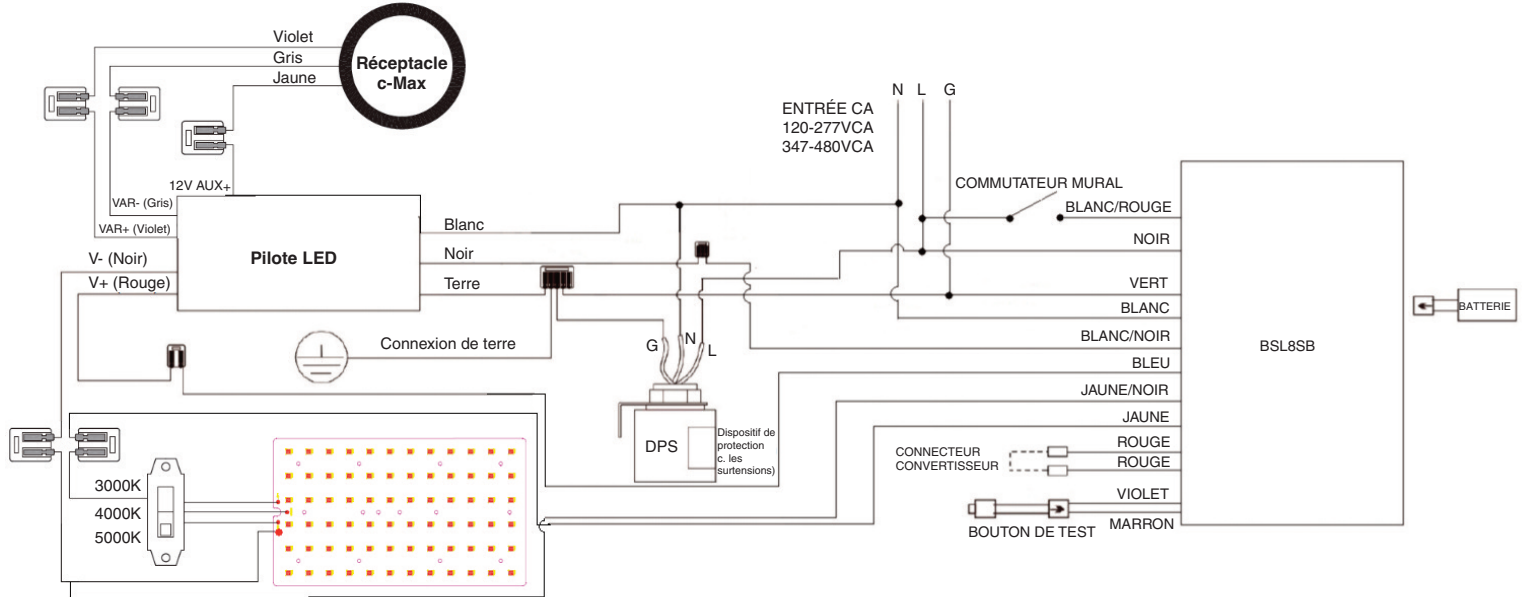 Violet
Gris
Jaune
Réceptacle
c-Max
12V AUX+
VAR- (Gris)
VAR+ (Violet)
V- (Noir)
V+ (Rouge)
Pilote LED
Blanc
Noir
Terre
Connexion de terre
N L G
ENTRÉE CA
120-277VCA
347-480VCA
COMMUTATEUR MURAL
BLANC/ROUGE
NOIR
VERT
BLANC
BLANC/NOIR
BLEU
JAUNE/NOIR
JAUNE
ROUGE
ROUGE
VIOLET
MARRON
CONNECTEUR
CONVERTISSEUR
BOUTON DE TEST
BSL8SB
BATTERIE
G N L
DPS
Dispositif de
protection
c. les
surtensions)
3000K
4000K
5000K